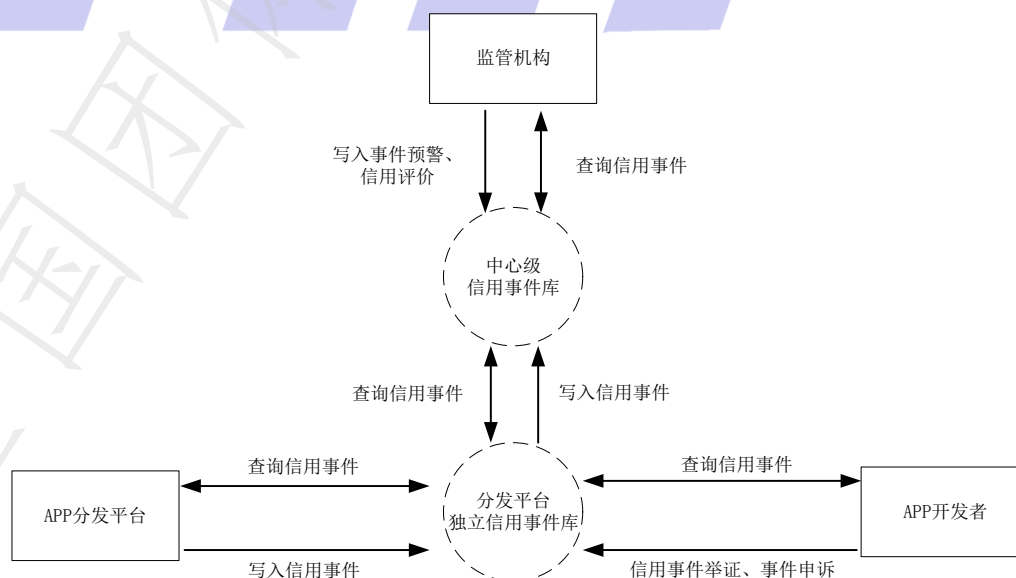 监管机构
写入事件预警、
信用评价
查询信用事件
中心级
信用事件库
查询信用事件
写入信用事件
查询信用事件
查询信用事件
APP分发平台
分发平台
独立信用事件库
APP开发者
写入信用事件
信用事件举证、事件申诉